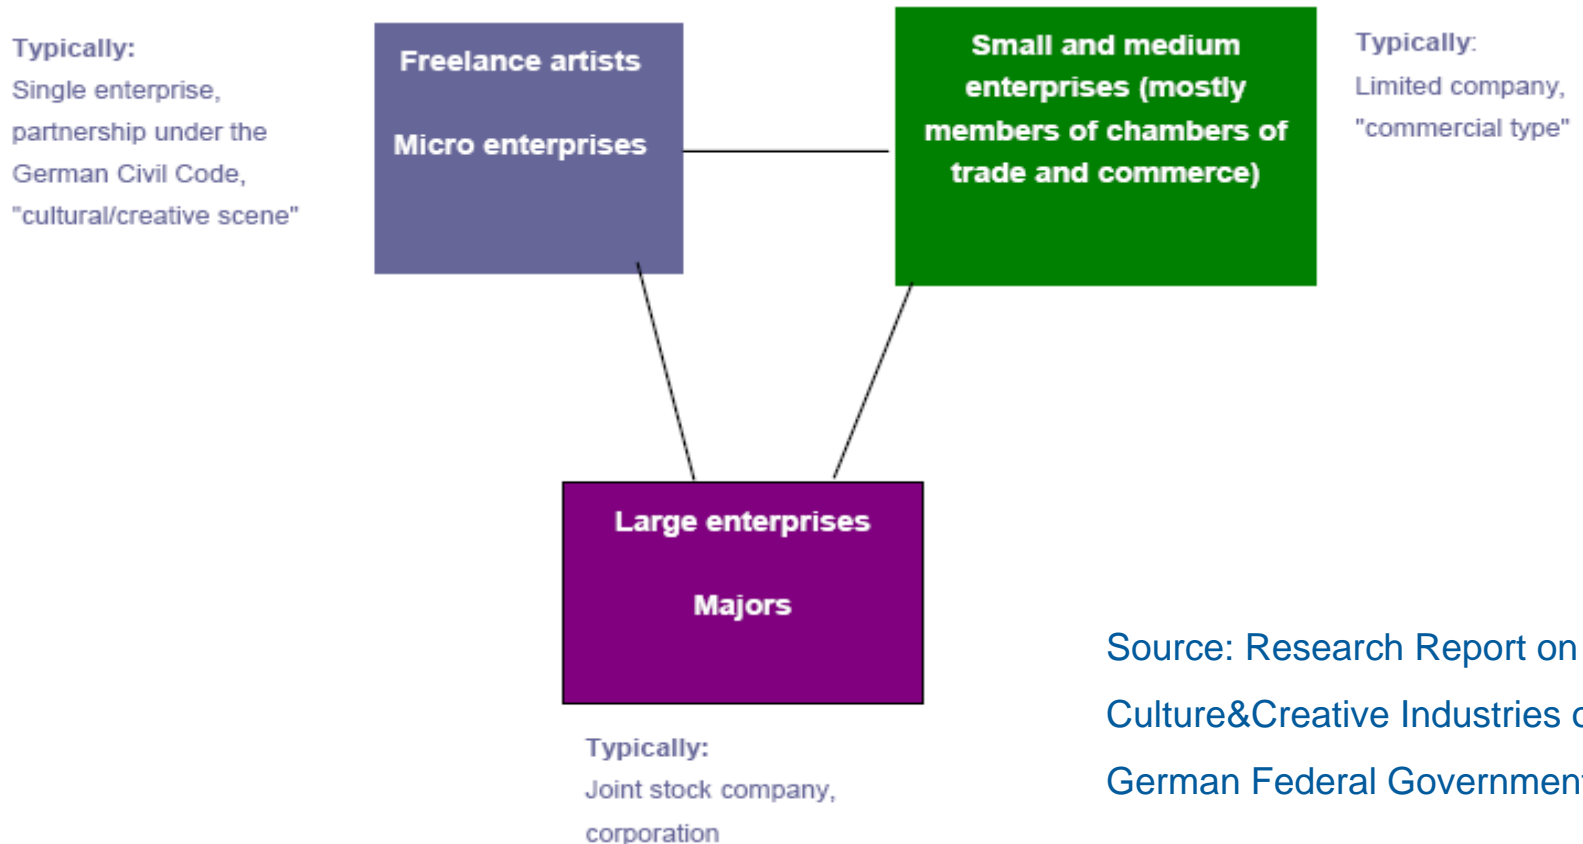 Typically:
Single enterprise,
partnership under the
German Civil Code,
"cultural/creative scene"
Freelance artists
Micro enterprises
Small and medium
enterprises (mostly
members of chambers of
trade and commerce)
Typically:
Limited company,
"commercial type"
Large enterprises
Majors
Typically:
Joint stock company,
corporation
Source: Research Report on
Culture&Creative Industries
German Federal Government